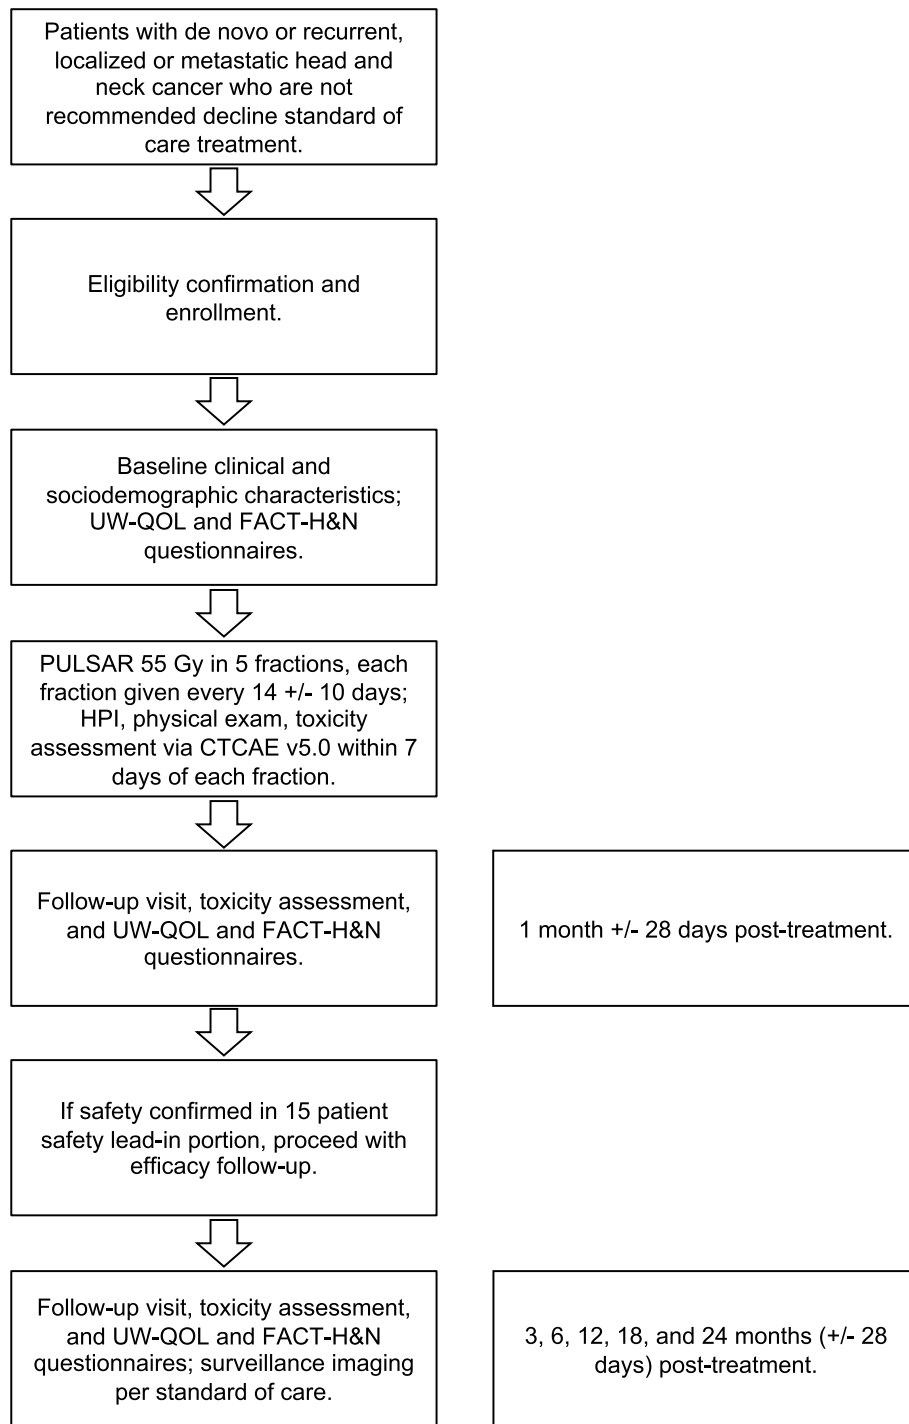 Patients with de novo or recurrent,
localized or metastatic head and
neck cancer who are not
recommended decline standard of
care treatment.
Eligibility confirmation and
enrollment.
Baseline clinical and
sociodemographic characteristics;
UW-QOL and FACT-H&N
questionnaires.
PULSAR 55 Gy in 5 fractions, each
fraction given every 14 +/- 10 days;
HPI, physical exam, toxicity
assessment via CTCAE v5.0 within 7
days of each fraction.
Follow-up visit, toxicity assessment,
and UW-QOL and FACT-H&N
questionnaires.
1 month +/- 28 days post-treatment.
If safety confirmed in 15 patient
safety lead-in portion, proceed with
efficacy follow-up.
Follow-up visit, toxicity assessment,
and UW-QOL and FACT-H&N
questionnaires; surveillance imaging
per standard of care.
3, 6, 12, 18, and 24 months (+/- 28
days) post-treatment.